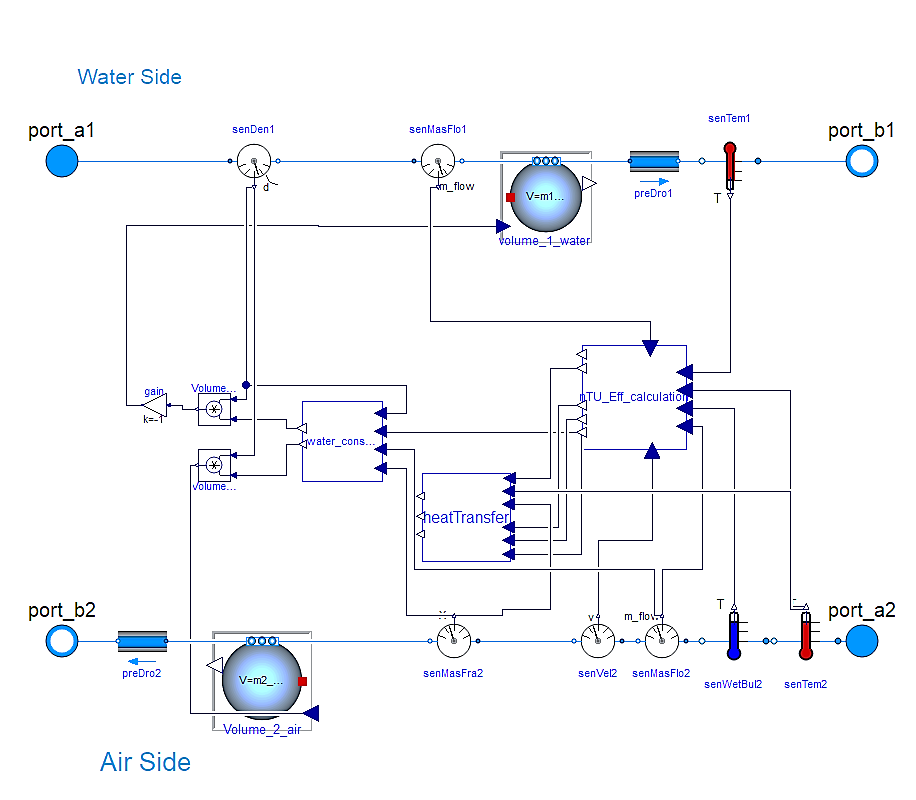 Water Side
port_a1
port_b1
senDen1
senMasFlo1
senTem1
d
m_flow
V=m1...
preDro1
T
volume_1_water
gain
k=-1
Volume...
nTU_Eff_calculation
water_cons...
Volume...
heatTransfer
port_b2
port_a2
X
v
m_flow
T
preDro2
V=m2_...
senMasFra2
senVel2
senMasFlo2
senWetBul2
senTem2
Volume_2_air
Air Side